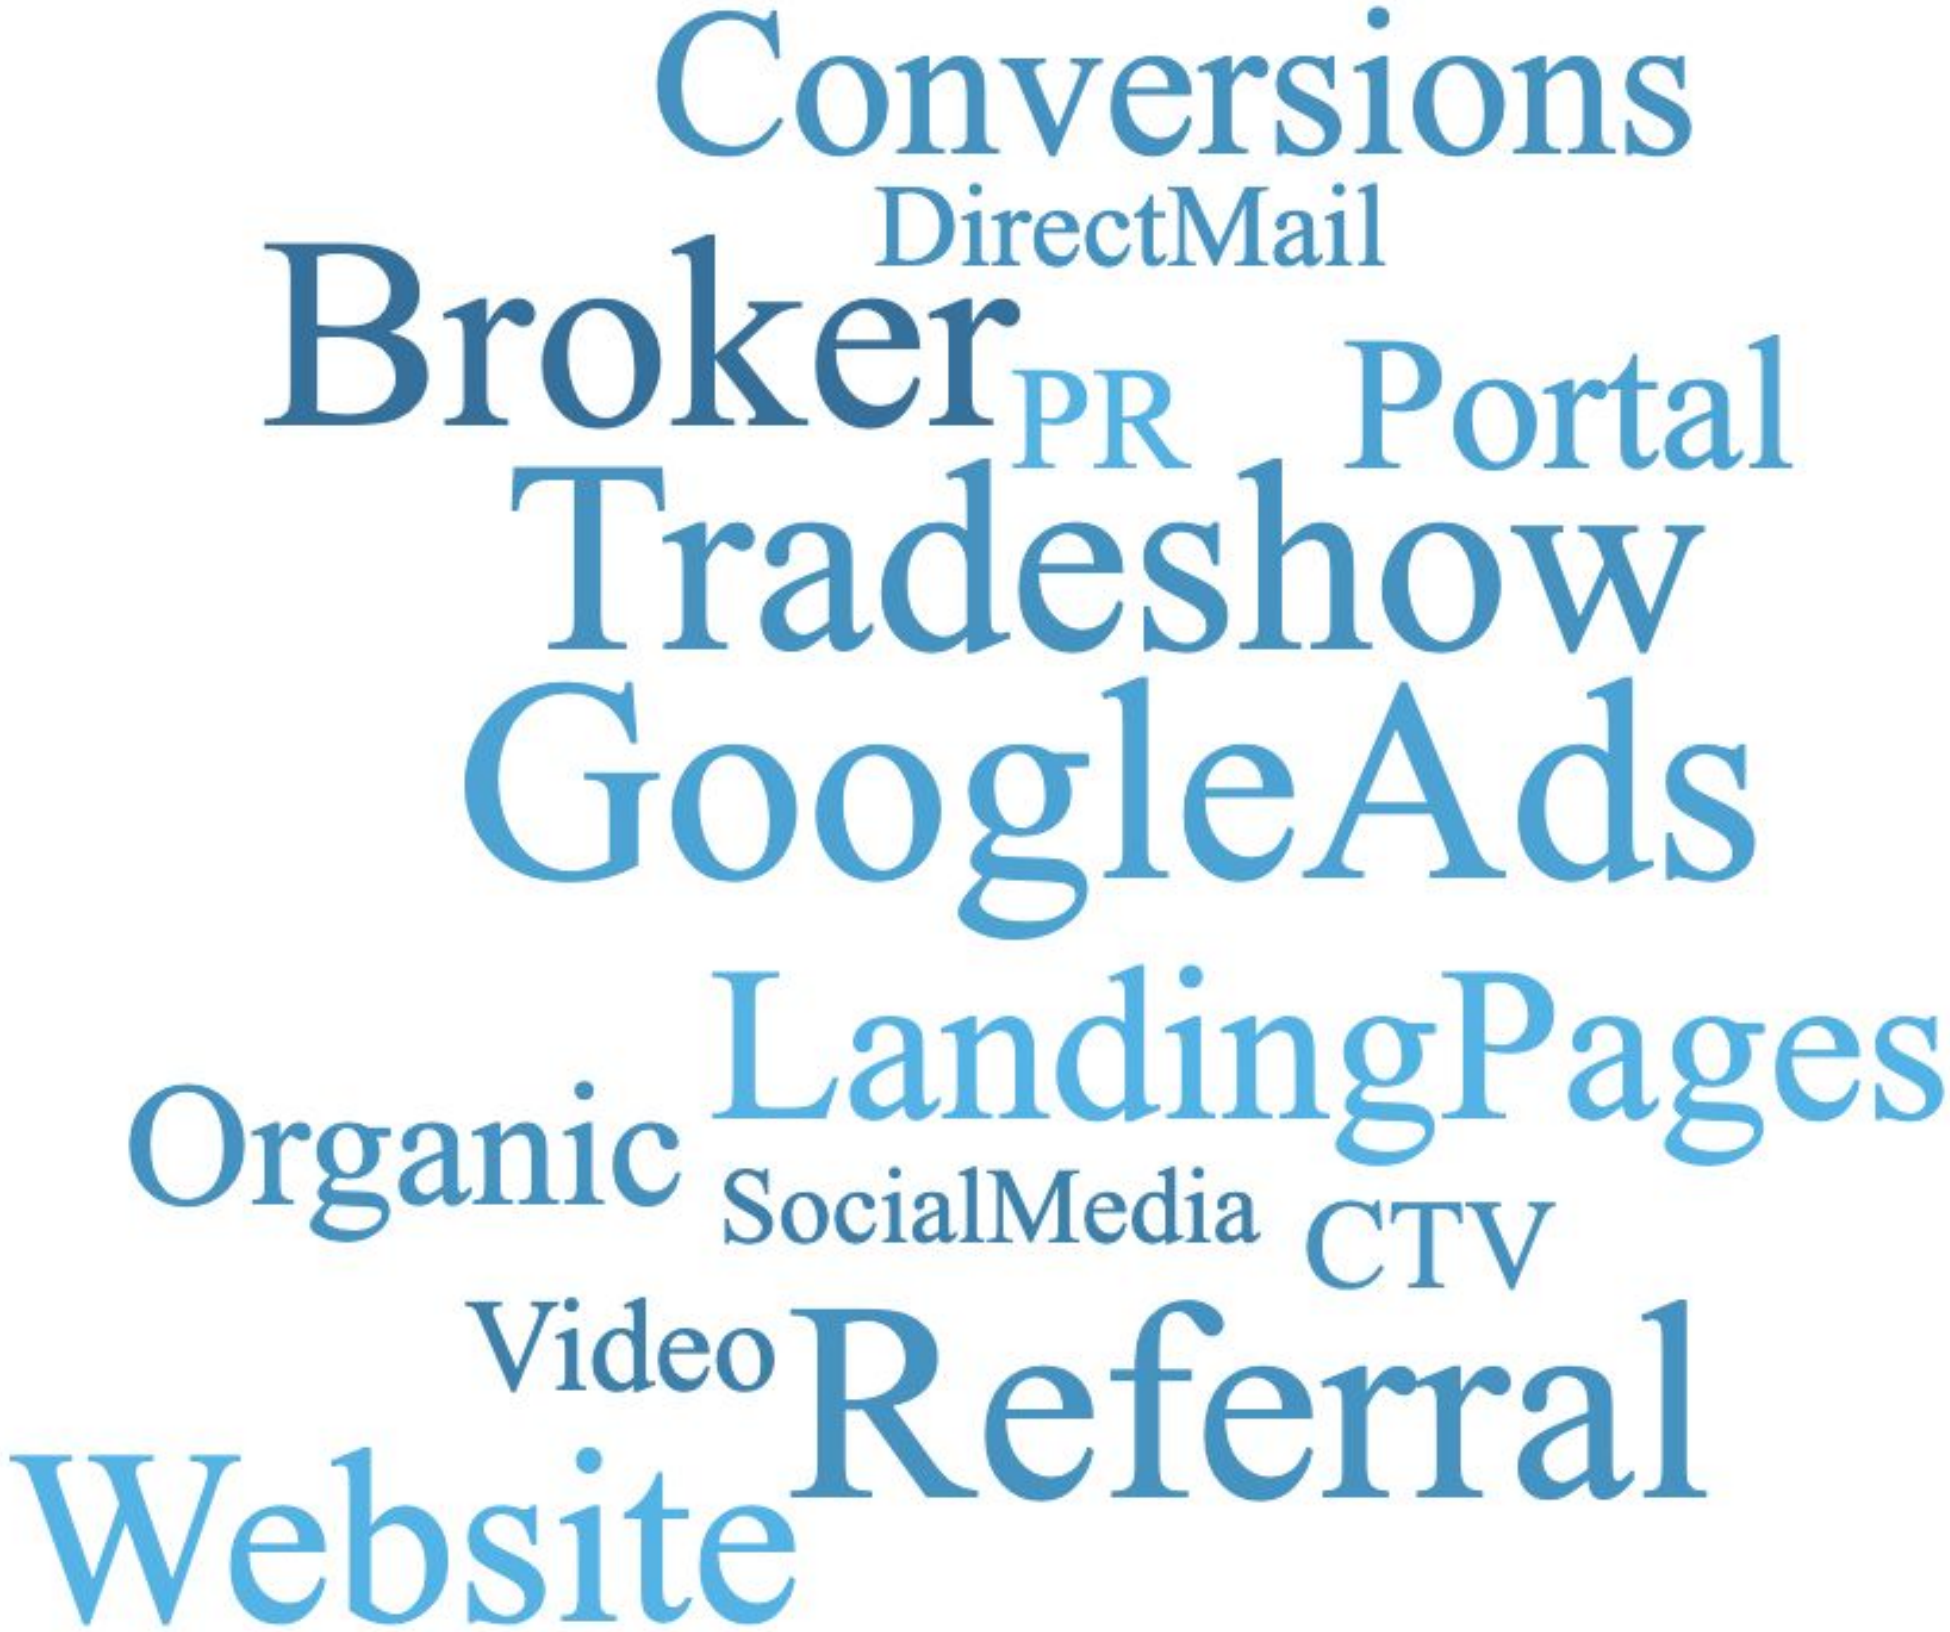 Conversions
DirectMail
Broker
PR
Portal
Tradeshow
GoogleAds
LandingPages
Organic
SocialMedia
CTV
Video
Referral
Website